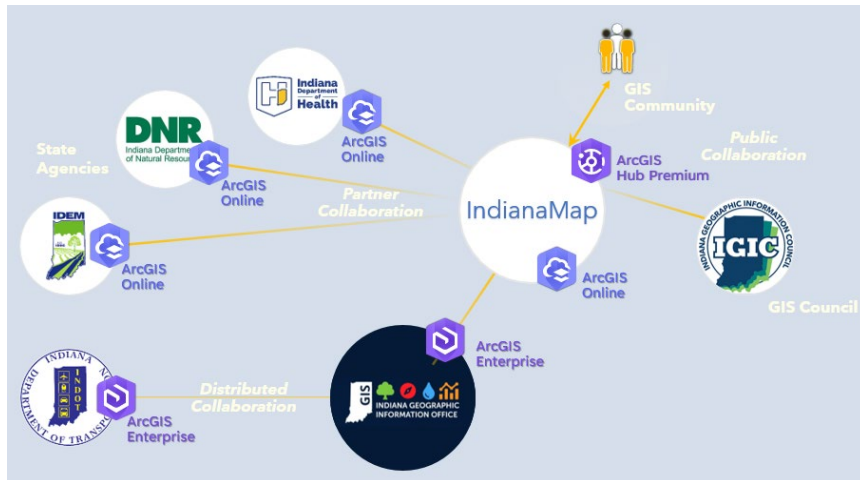 GIS
Community
Indiana
Department
of
Health
ArcGIS
Online
State
Agencies
DNR
Indiana Department
of Natural Resou
ArcGIS
Online
Public
Collaboration
ArcGIS
Hub Premium
Partner
Collaboration
IndianaMap
IDEM
ArcGIS
Online
INDIANA GEOGRAPHIC INFORMATION COUNCIL
IGIC
ArcGIS
Online
GIS Council
ArcGIS
Enterprise
INDIANA
DEPARTMENT OF TRANSPO
ON
INDOT
ArcGIS
Enterprise
Distributed
Collaboration
GIS
INDIANA GEOGRAPHIC
INFORMATION OFFICE